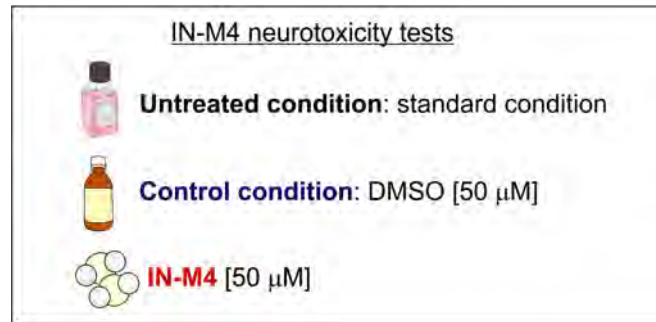 IN-M4 neurotoxicity tests
Untreated condition: standard condition
Control condition: DMSO [50 μM]
IN-M4 [50 μM]